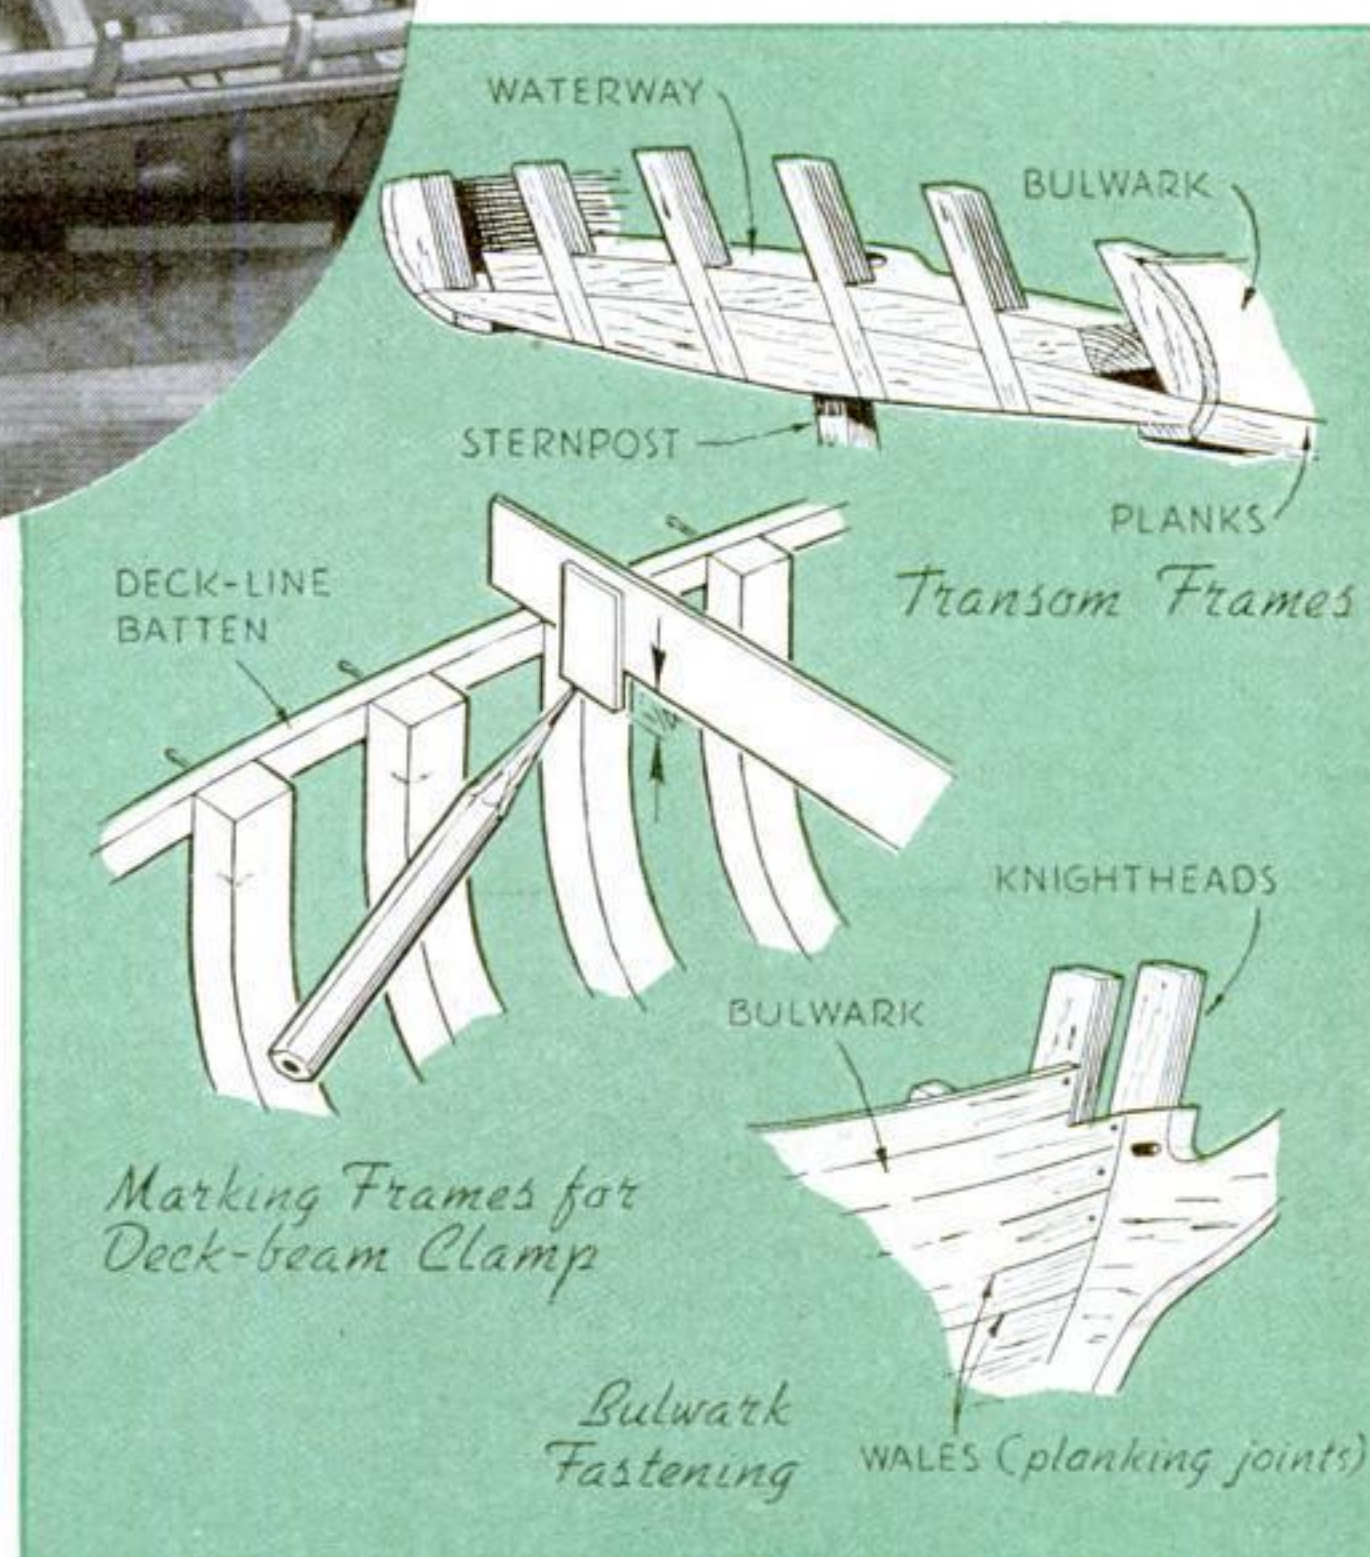 WATERWAY
BULWARK
STERNPOST
PLANKS
Transom Frames
DECK-LINE
BATTEN
KNIGHTHEADS
BULWARK
Marking Frames for
Deck-beam Clamp
Bulwark
Fastening
WALES (planking joints)